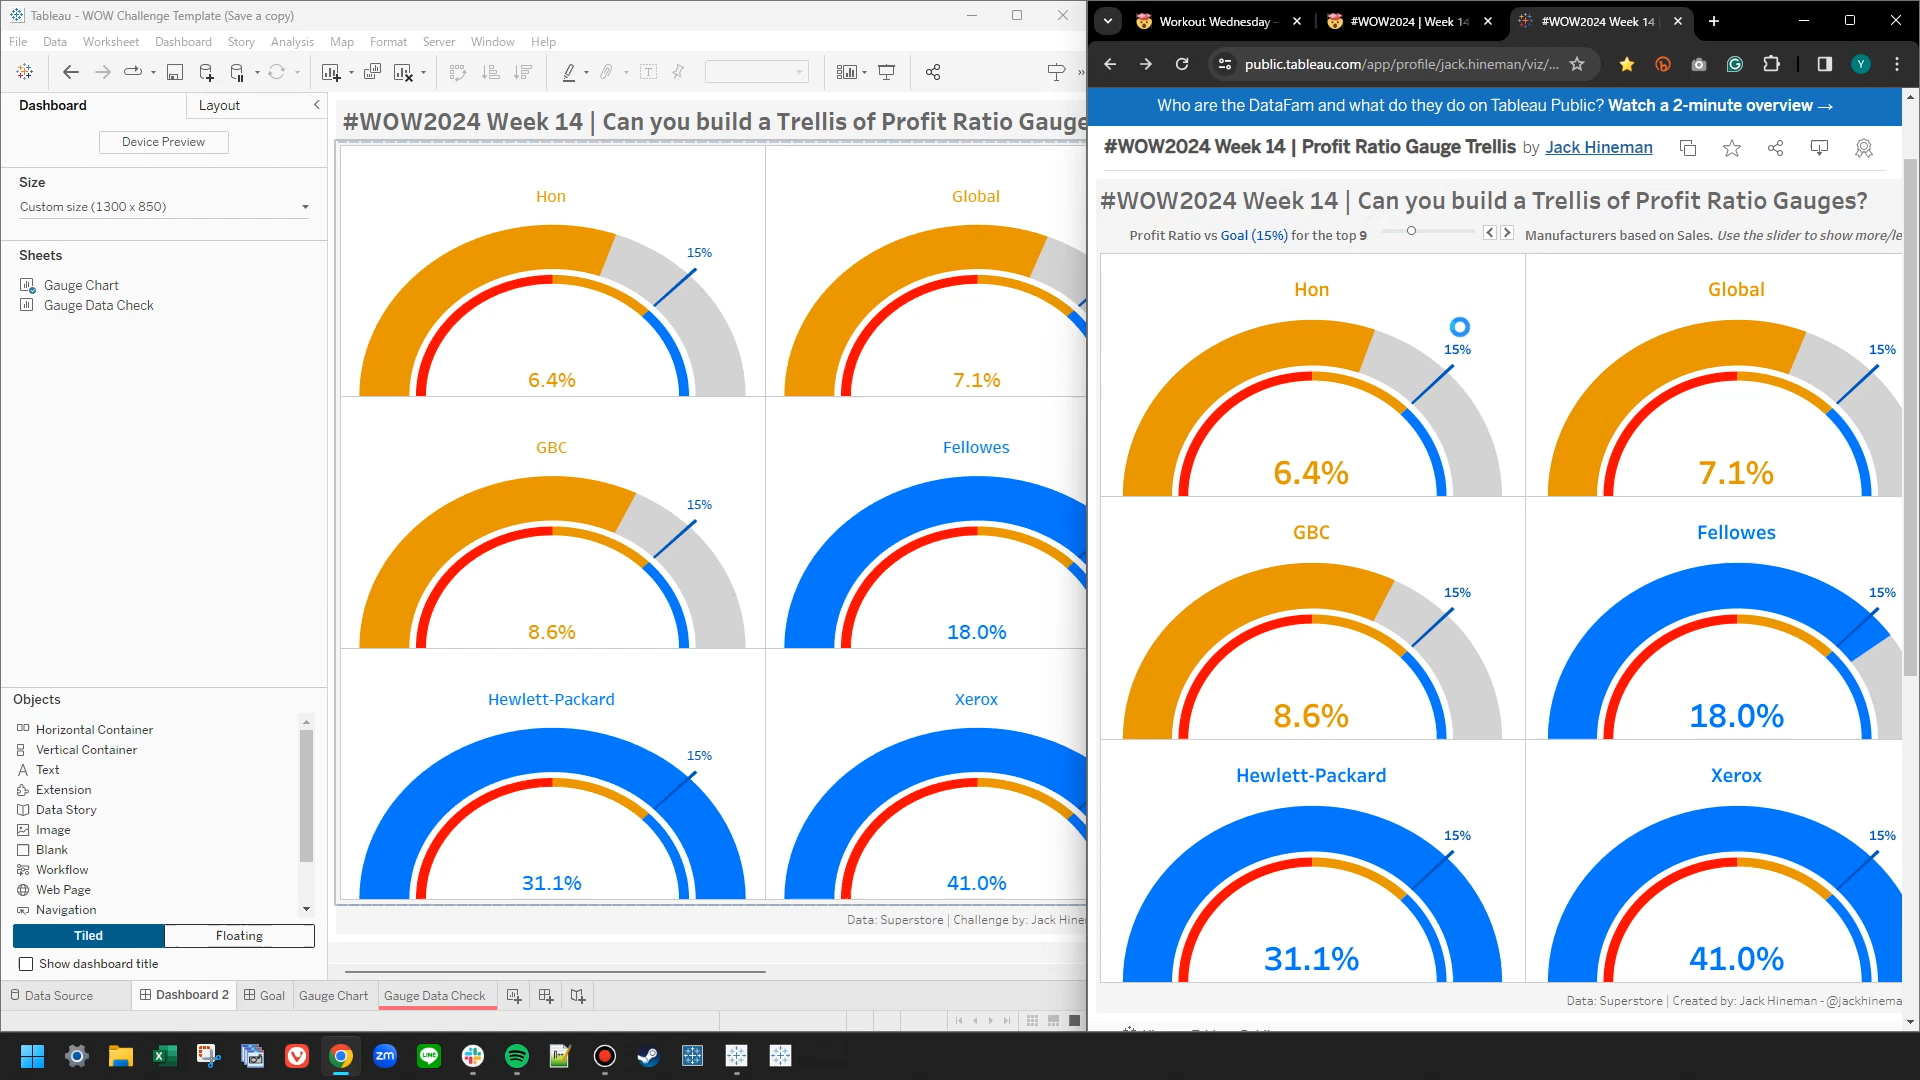 Tableau - WOW Challenge Template (Save a copy)
File Data Worksheet Dashboard Story Analysis Map Format Server Window Help
Dashboard Layout
Device Preview
Size
Custom size (1300 x 850)
Sheets
Gauge Chart
Gauge Data Check
Objects
Horizontal Container
Vertical Container
Text
Extension
Data Story
Image
Blank
Workflow
Web Page
Navigation
Tiled Floating
Show dashboard title
#WOW2024 Week 14 | Can you build a Trellis of Profit Ratio Gauge
Hon Global
15%
6.4% 7.1%
GBC Fellowes
15%
8.6% 18.0%
Hewlett-Packard Xerox
15%
31.1% 41.0%
Data: Superstore | Challenge by: Jack Hine
Data Source Dashboard 2 Goal Gauge Chart Gauge Data Check
Workout Wednesday #WOW2024 | Week 14 #WOW2024 Week 14
public.tableau.com/app/profile/jack.hineman/viz/...
Y
Who are the DataFam and what do they do on Tableau Public? Watch a 2-minute overview →
#WOW2024 Week 14 | Profit Ratio Gauge Trellis by Jack Hineman
#WOW2024 Week 14 | Can you build a Trellis of Profit Ratio Gauges?
Profit Ratio vs Goal (15%) for the top 9 Manufacturers based on Sales. Use the slider to show more/le
Hon Global
15% 15%
6.4% 7.1%
GBC Fellowes
15% 15%
8.6% 18.0%
Hewlett-Packard Xerox
15% 15%
31.1% 41.0%
Data: Superstore | Created by: Jack Hineman - @jackhinema
zm
LINE